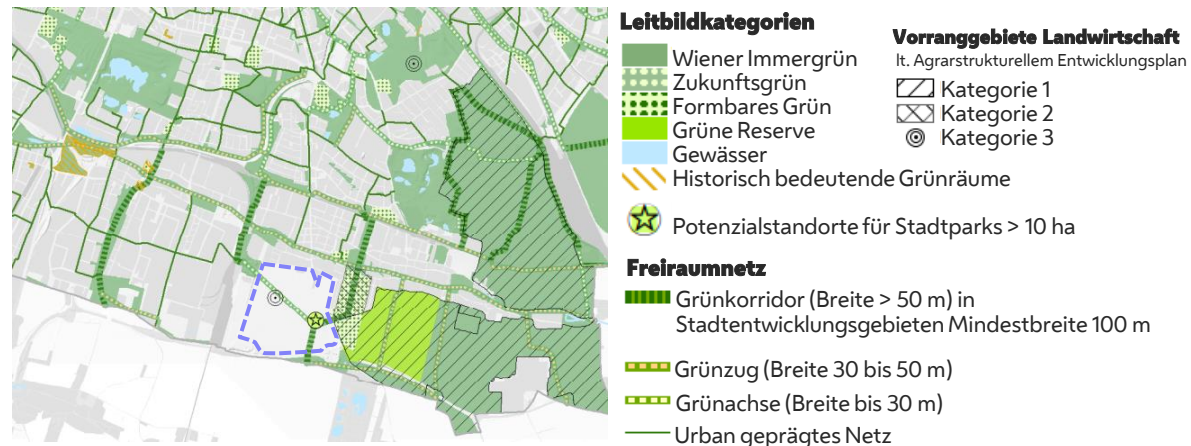 Leitbildkategorien
Wiener Immergrün
Zukunftsgrün
Formbares Grün
Grüne Reserve
Gewässer
Historisch bedeutende Grünräume
Potenzialstandorte für Stadtparks > 10 ha
Vorranggebiete Landwirtschaft
lt. Agrarstrukturellem Entwicklungsplan
Kategorie 1
Kategorie 2
Kategorie 3
Freiraumnetz
Grünkorridor (Breite > 50 m) in
Stadtentwicklungsgebieten Mindestbreite 100 m
Grünzug (Breite 30 bis 50 m)
Grünachse (Breite bis 30 m)
Urban geprägtes Netz